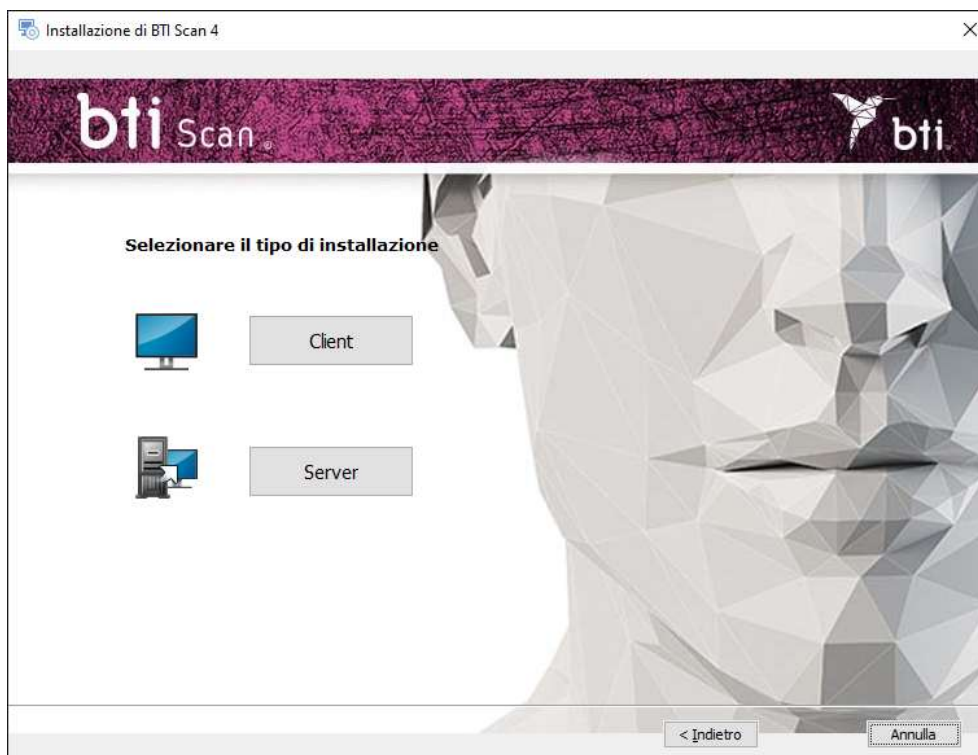 Installazione di BTI Scan 4
bti Scan®
bti
Selezionare il tipo di installazione
Client
Server
< Indietro
Annulla